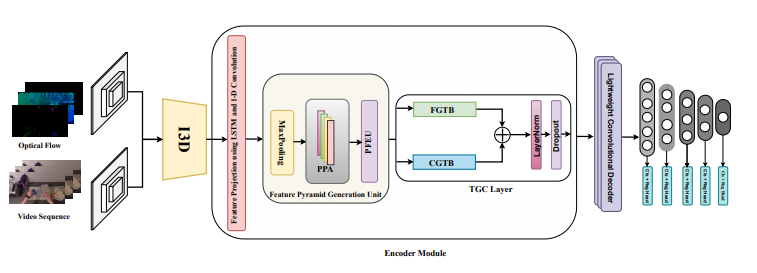 Optical Flow
Video Sequence
I3D
Feature Projection using LSTM and I-D Convolution
MaxPooling
PPA
PFEU
Feature Pyramid Generation Unit
FGTB
CGTB
LayerNorm
Dropout
TGC Layer
Encoder Module
Lightweight Convolutional Decoder
Cls + Reg Head
Cls + Reg Head
Cls + Reg Head
Cls + Reg Head
Cls + Reg Head